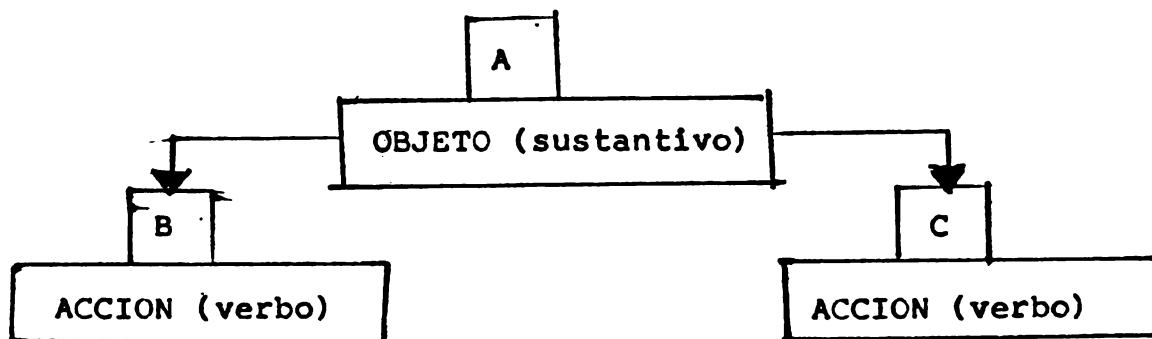 A
OBJETO (sustantivo)
B
C
ACCION (verbo)
ACCION (verbo)